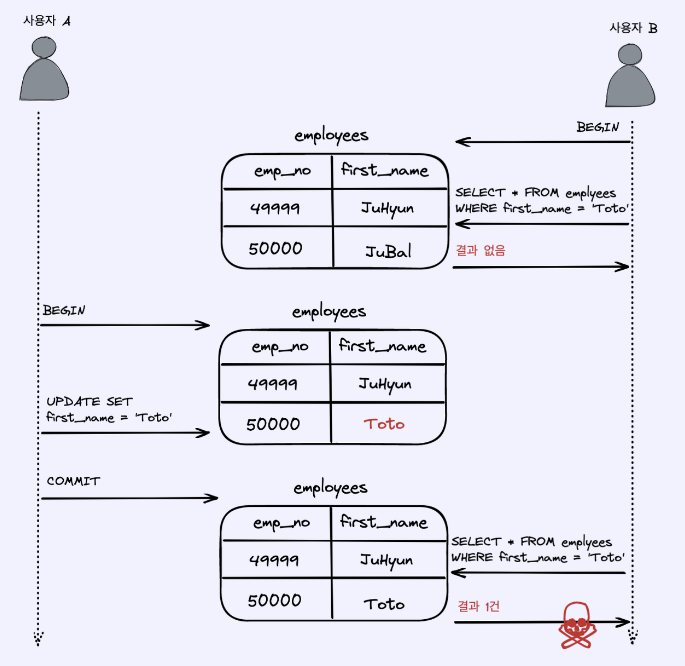 사용자 A
사용자 B
BEGIN
employees
emp_no first_name
49999 JuHyun
50000 JuBal
SELECT * FROM emplyees
WHERE first_name = 'Toto'
결과 없음
BEGIN
employees
emp_no first_name
49999 JuHyun
50000 Toto
UPDATE SET
first_name = 'Toto'
COMMIT
employees
emp_no first_name
49999 JuHyun
50000 Toto
SELECT * FROM emplyees
WHERE first_name = 'Toto'
결과 1건